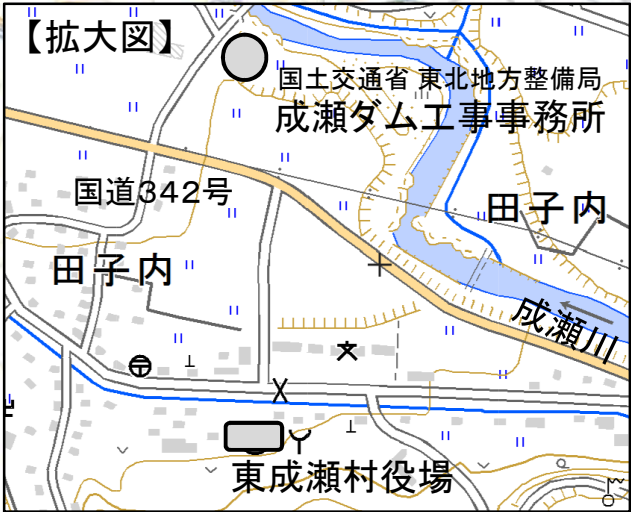 【拡大図】
国土交通省 東北地方整備局
成瀬ダム工事事務所
国道342号
田子内
田子内
成瀬川
東成瀬村役場